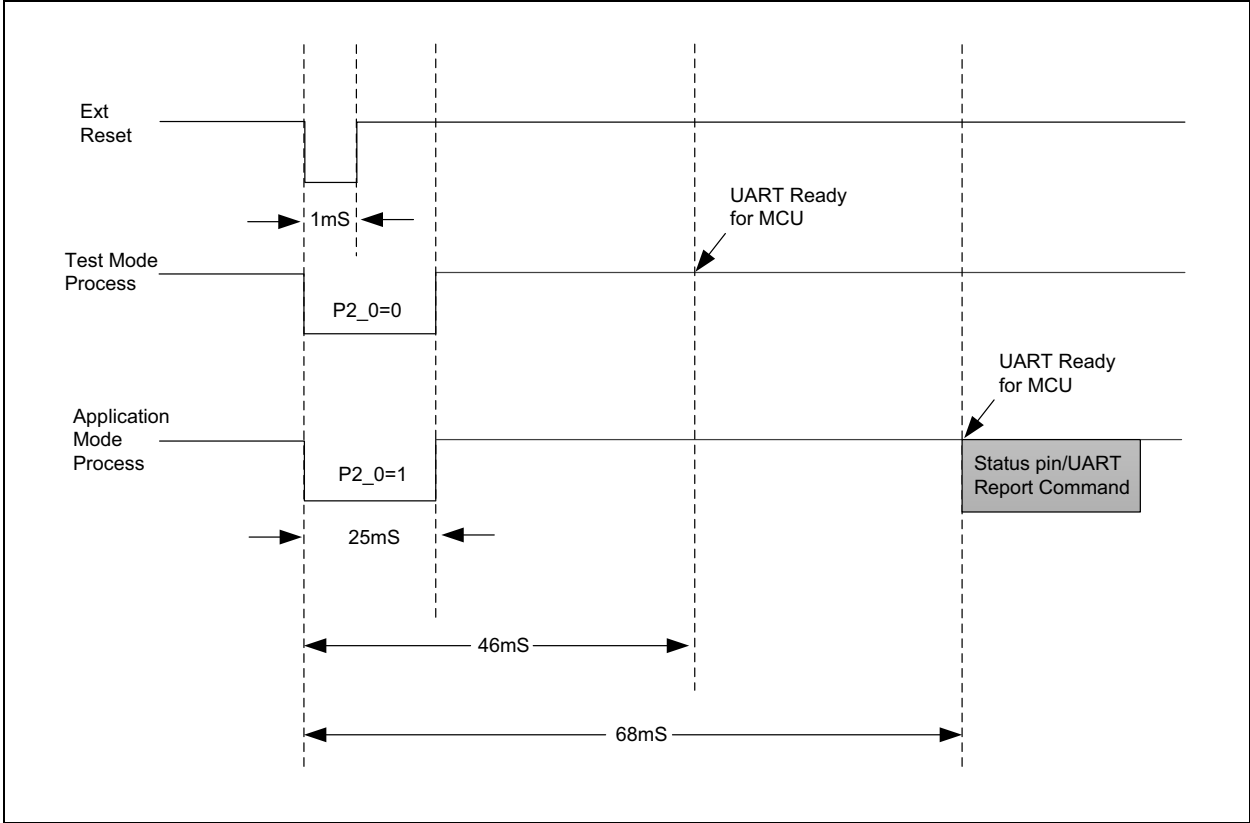 Ext
Reset
1mS
UART Ready
for MCU
Test Mode
Process
P2_0=0
UART Ready
for MCU
Application
Mode
Process
P2_0=1
Status pin/UART
Report Command
25mS
46mS
68mS